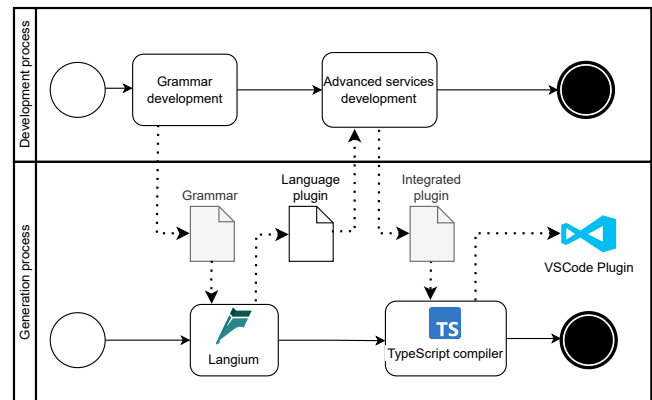 Development process
Grammar
development
Advanced services
development
Generation process
Grammar
Language
plugin
Integrated
plugin
VSCode Plugin
Langium
TS
TypeScript compiler